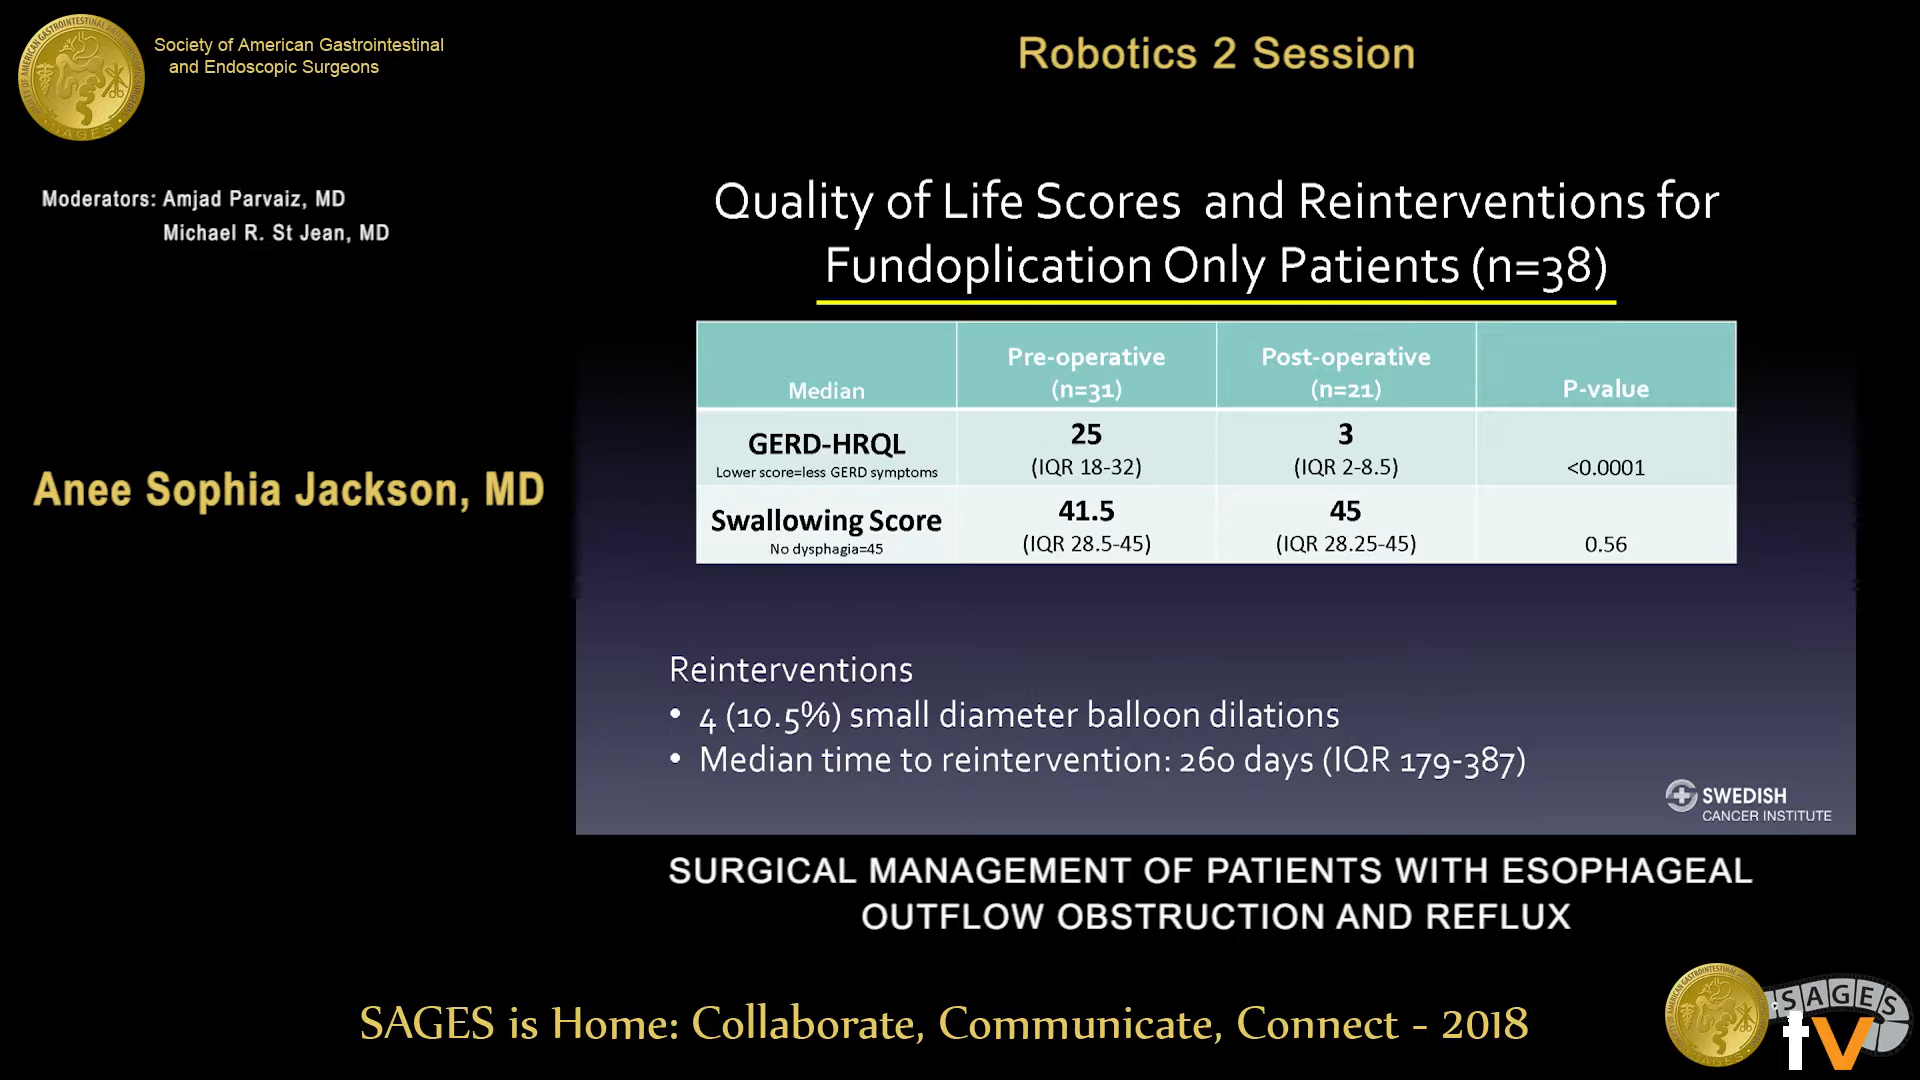 Society of American Gastrointestinal
and Endoscopic Surgeons
Robotics 2 Session
Moderators: Amjad Parvaiz, MD
Michael R. St Jean, MD
Anee Sophia Jackson, MD
Quality of Life Scores and Reinterventions for
Fundoplication Only Patients (n=38)
Median
Pre-operative
(n=31)
Post-operative
(n=21)
P-value
GERD-HRQL
Lower score=less GERD symptoms
25
(IQR 18-32)
3
(IQR 2-8.5)
<0.0001
Swallowing Score
No dysphagia=45
41.5
(IQR 28.5-45)
45
(IQR 28.25-45)
0.56
Reinterventions
• 4 (10.5%) small diameter balloon dilations
• Median time to reintervention: 260 days (IQR 179-387)
SWEDISH
CANCER INSTITUTE
SURGICAL MANAGEMENT OF PATIENTS WITH ESOPHAGEAL
OUTFLOW OBSTRUCTION AND REFLUX
SAGES is Home: Collaborate, Communicate, Connect - 2018
SAGES
tv